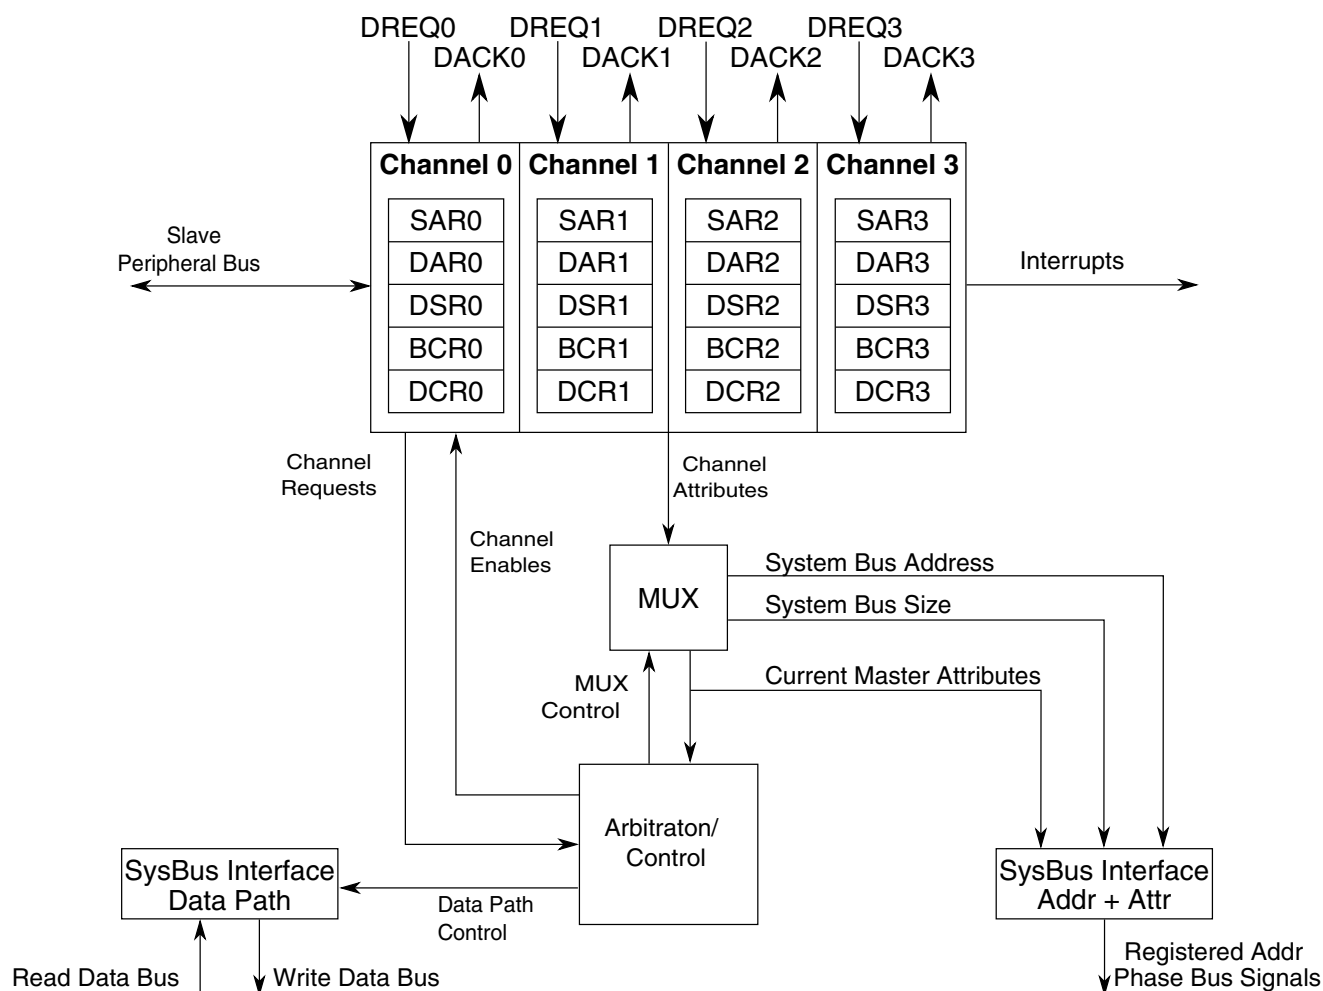 DREQ0 DREQ1 DREQ2 DREQ3
DACK0 DACK1 DACK2 DACK3
Channel 0 Channel 1 Channel 2 Channel 3
SAR0 SAR1 SAR2 SAR3
DAR0 DAR1 DAR2 DAR3
DSR0 DSR1 DSR2 DSR3
BCR0 BCR1 BCR2 BCR3
DCR0 DCR1 DCR2 DCR3
Slave
Peripheral Bus
Interrupts
Channel
Requests
Channel
Attributes
Channel
Enables
MUX
System Bus Address
System Bus Size
Current Master Attributes
MUX
Control
Arbitraton/
Control
SysBus Interface
Data Path
Data Path
Control
SysBus Interface
Addr + Attr
Read Data Bus
Write Data Bus
Registered Addr
Phase Bus Signals